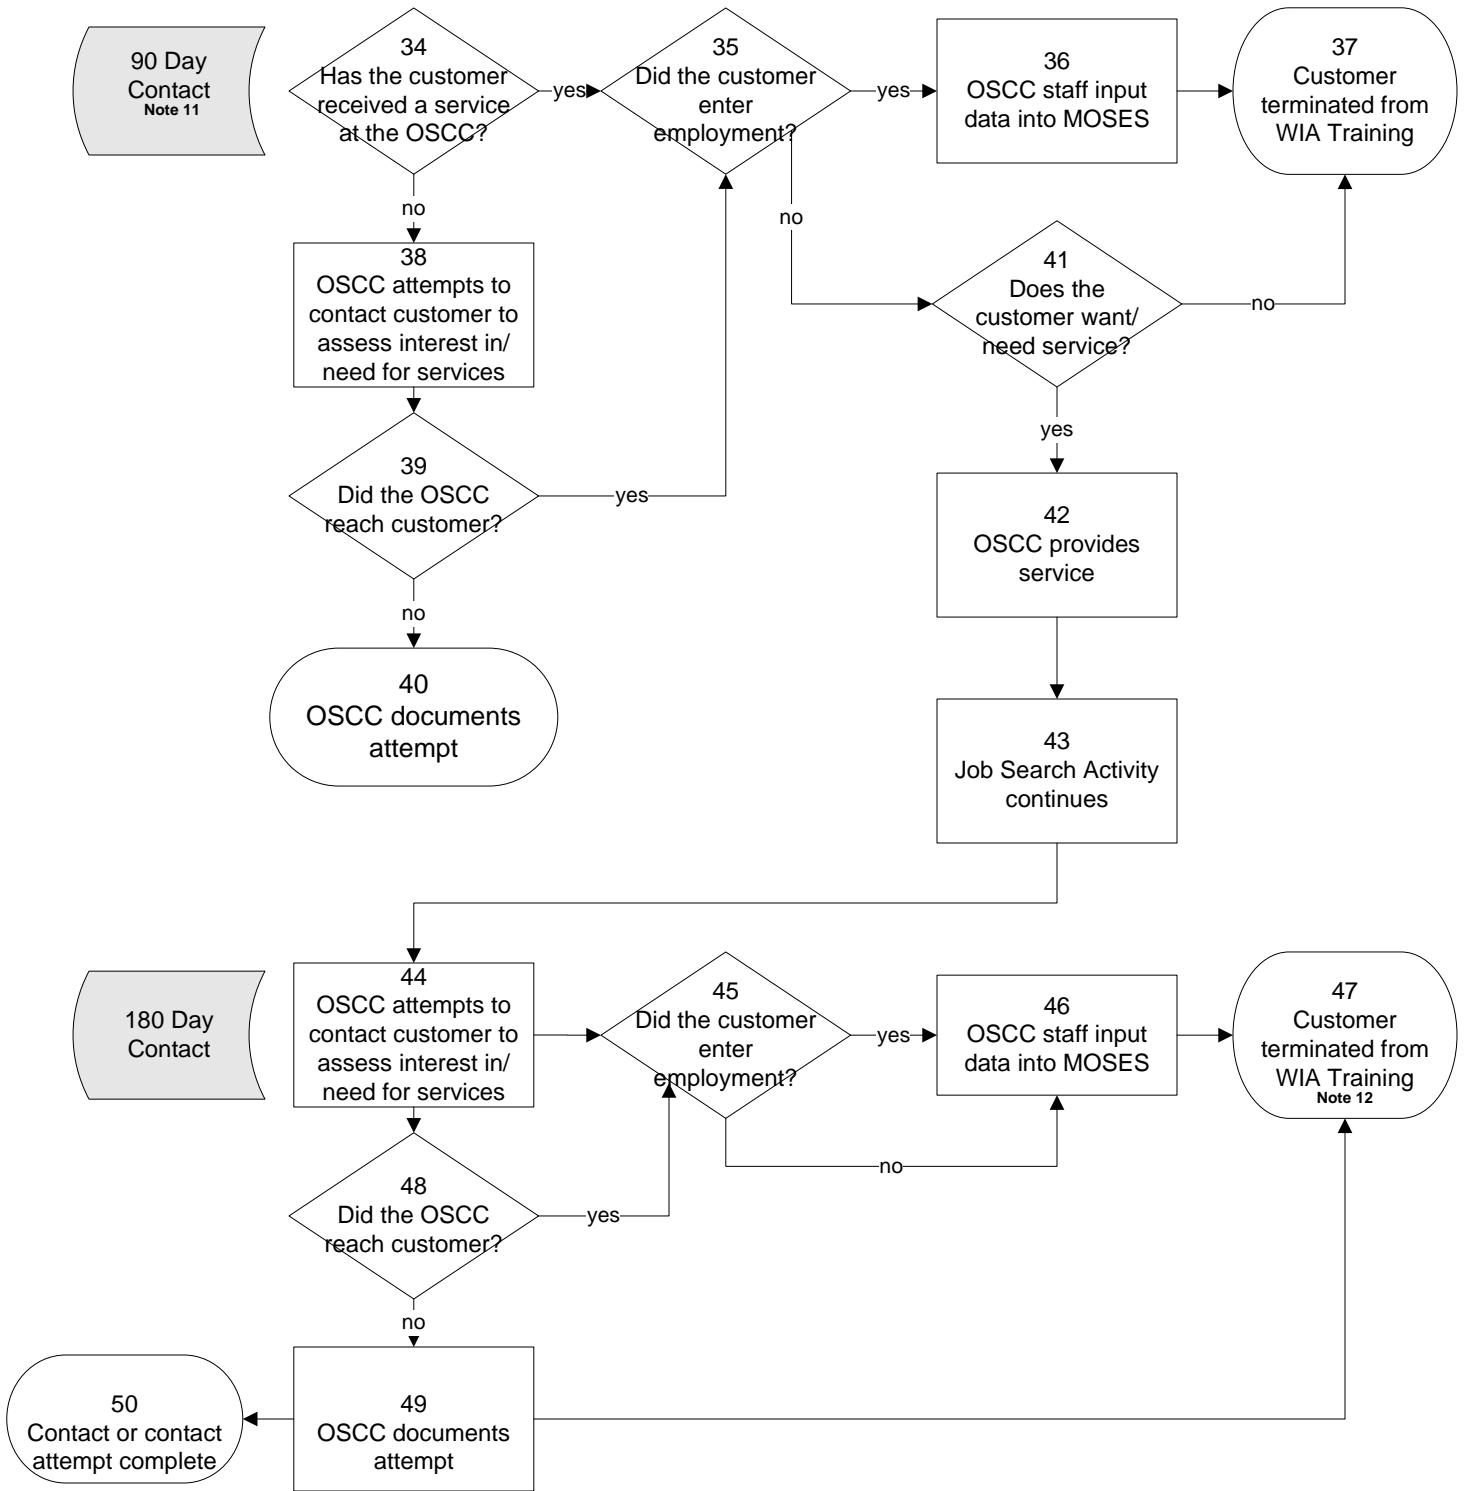 90 Day
Contact
Note 11
34
Has the customer
received a service
at the OSCC?
yes
35
Did the customer
enter
employment?
yes
36
OSCC staff input
data into MOSES
37
Customer
terminated from
WIA Training
no
no
38
OSCC attempts to
contact customer to
assess interest in/
need for services
41
Does the
customer want/
need service?
no
yes
39
Did the OSCC
reach customer?
yes
no
42
OSCC provides
service
40
OSCC documents
attempt
43
Job Search Activity
continues
180 Day
Contact
44
OSCC attempts to
contact customer to
assess interest in/
need for services
45
Did the customer
enter
employment?
yes
46
OSCC staff input
data into MOSES
47
Customer
terminated from
WIA Training
Note 12
no
48
Did the OSCC
reach customer?
yes
no
50
Contact or contact
attempt complete
49
OSCC documents
attempt